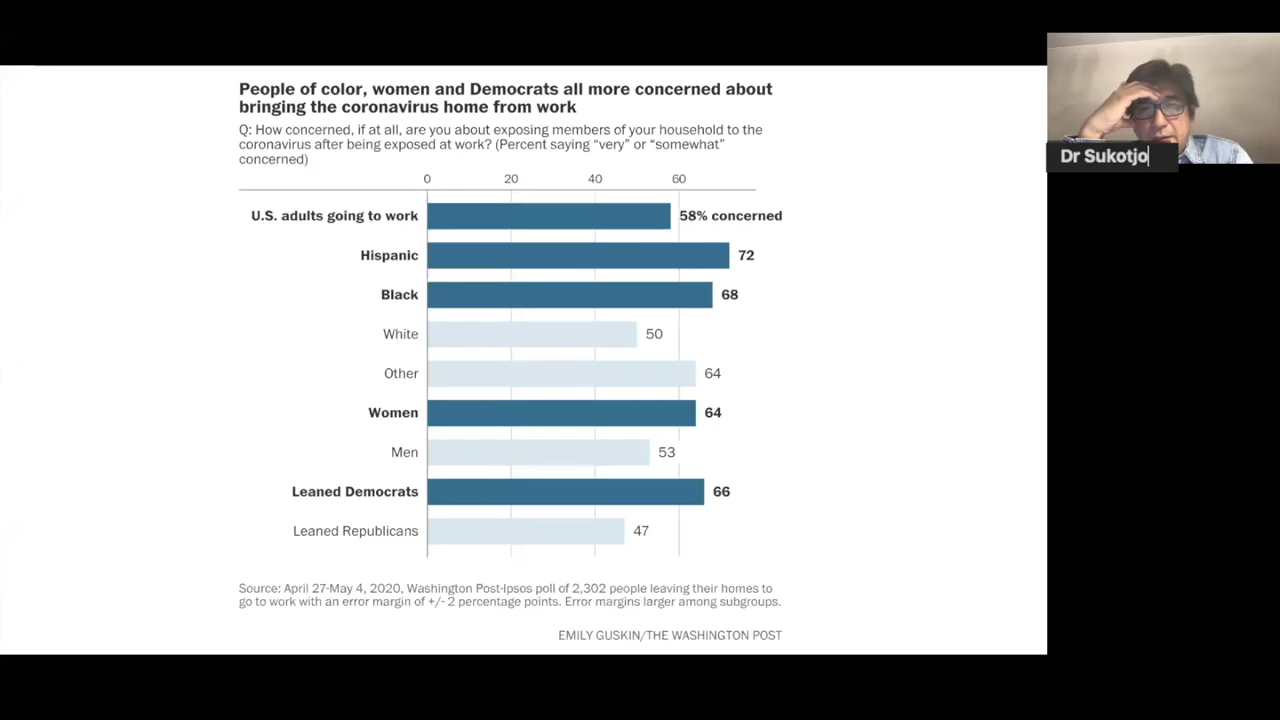 People of color, women and Democrats all more concerned about
bringing the coronavirus home from work
Q: How concerned, if at all, are you about exposing members of your household to the
coronavirus after being exposed at work? (Percent saying “very” or “somewhat”
concerned)
0 20 40 60
U.S. adults going to work 58% concerned
Hispanic 72
Black 68
White 50
Other 64
Women 64
Men 53
Leaned Democrats 66
Leaned Republicans 47
Source: April 27-May 4, 2020, Washington Post-Ipsos poll of 2,302 people leaving their homes to
go to work with an error margin of +/- 2 percentage points. Error margins larger among subgroups.
EMILY GUSKIN/THE WASHINGTON POST
Dr Sukotjo